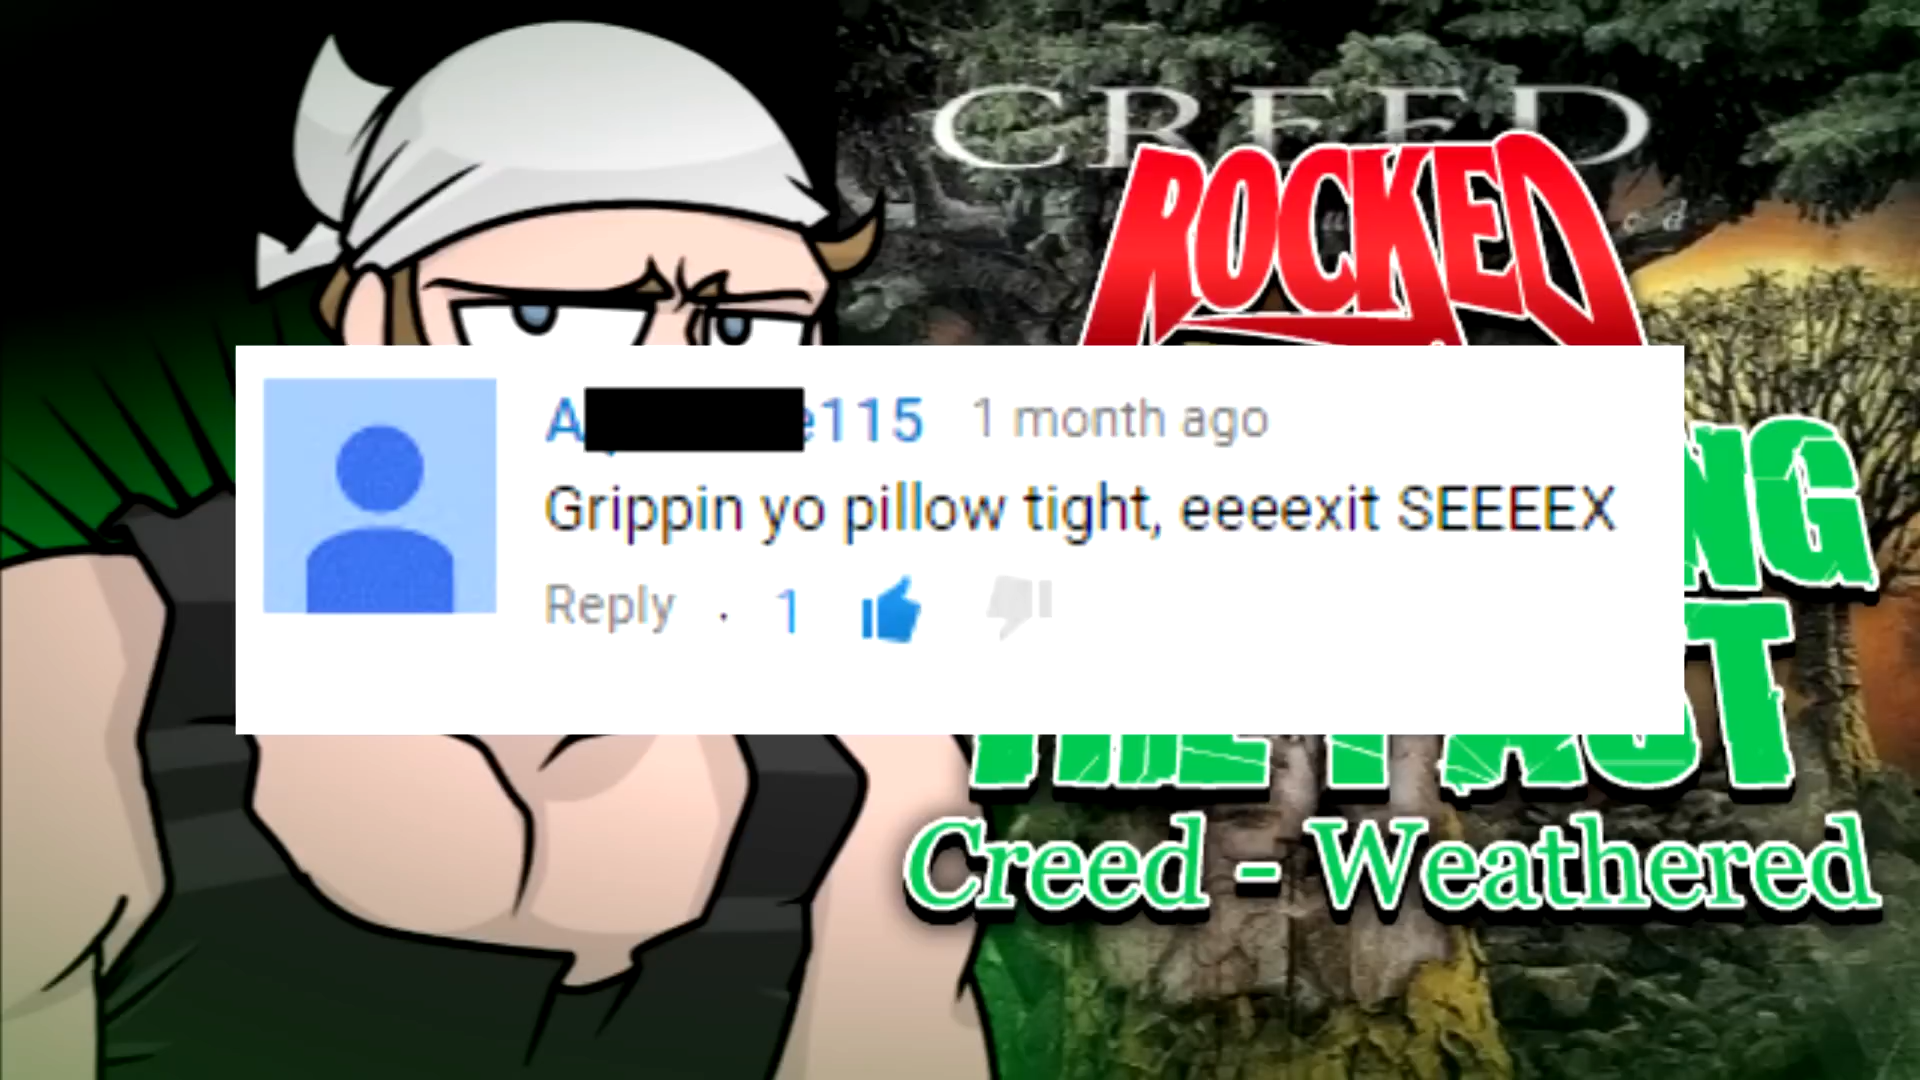 CREED
ROCKED
A e115 1 month ago
Grippin yo pillow tight, eeeexit SEEEEX
Reply . 1
Creed - Weathered